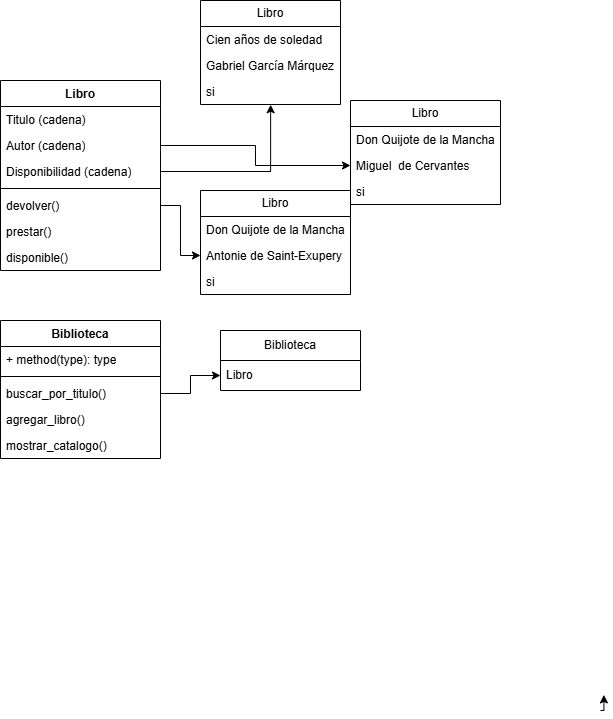 Libro
Cien años de soledad
Gabriel García Márquez
si
Libro
Titulo (cadena)
Autor (cadena)
Disponibilidad (cadena)
devolver()
prestar()
disponible()
Libro
Don Quijote de la Mancha
Miguel  de Cervantes
si
Libro
Don Quijote de la Mancha
Antonie de Saint-Exupery
si
Biblioteca
+ method(type): type
buscar_por_titulo()
agregar_libro()
mostrar_catalogo()
Biblioteca
Libro